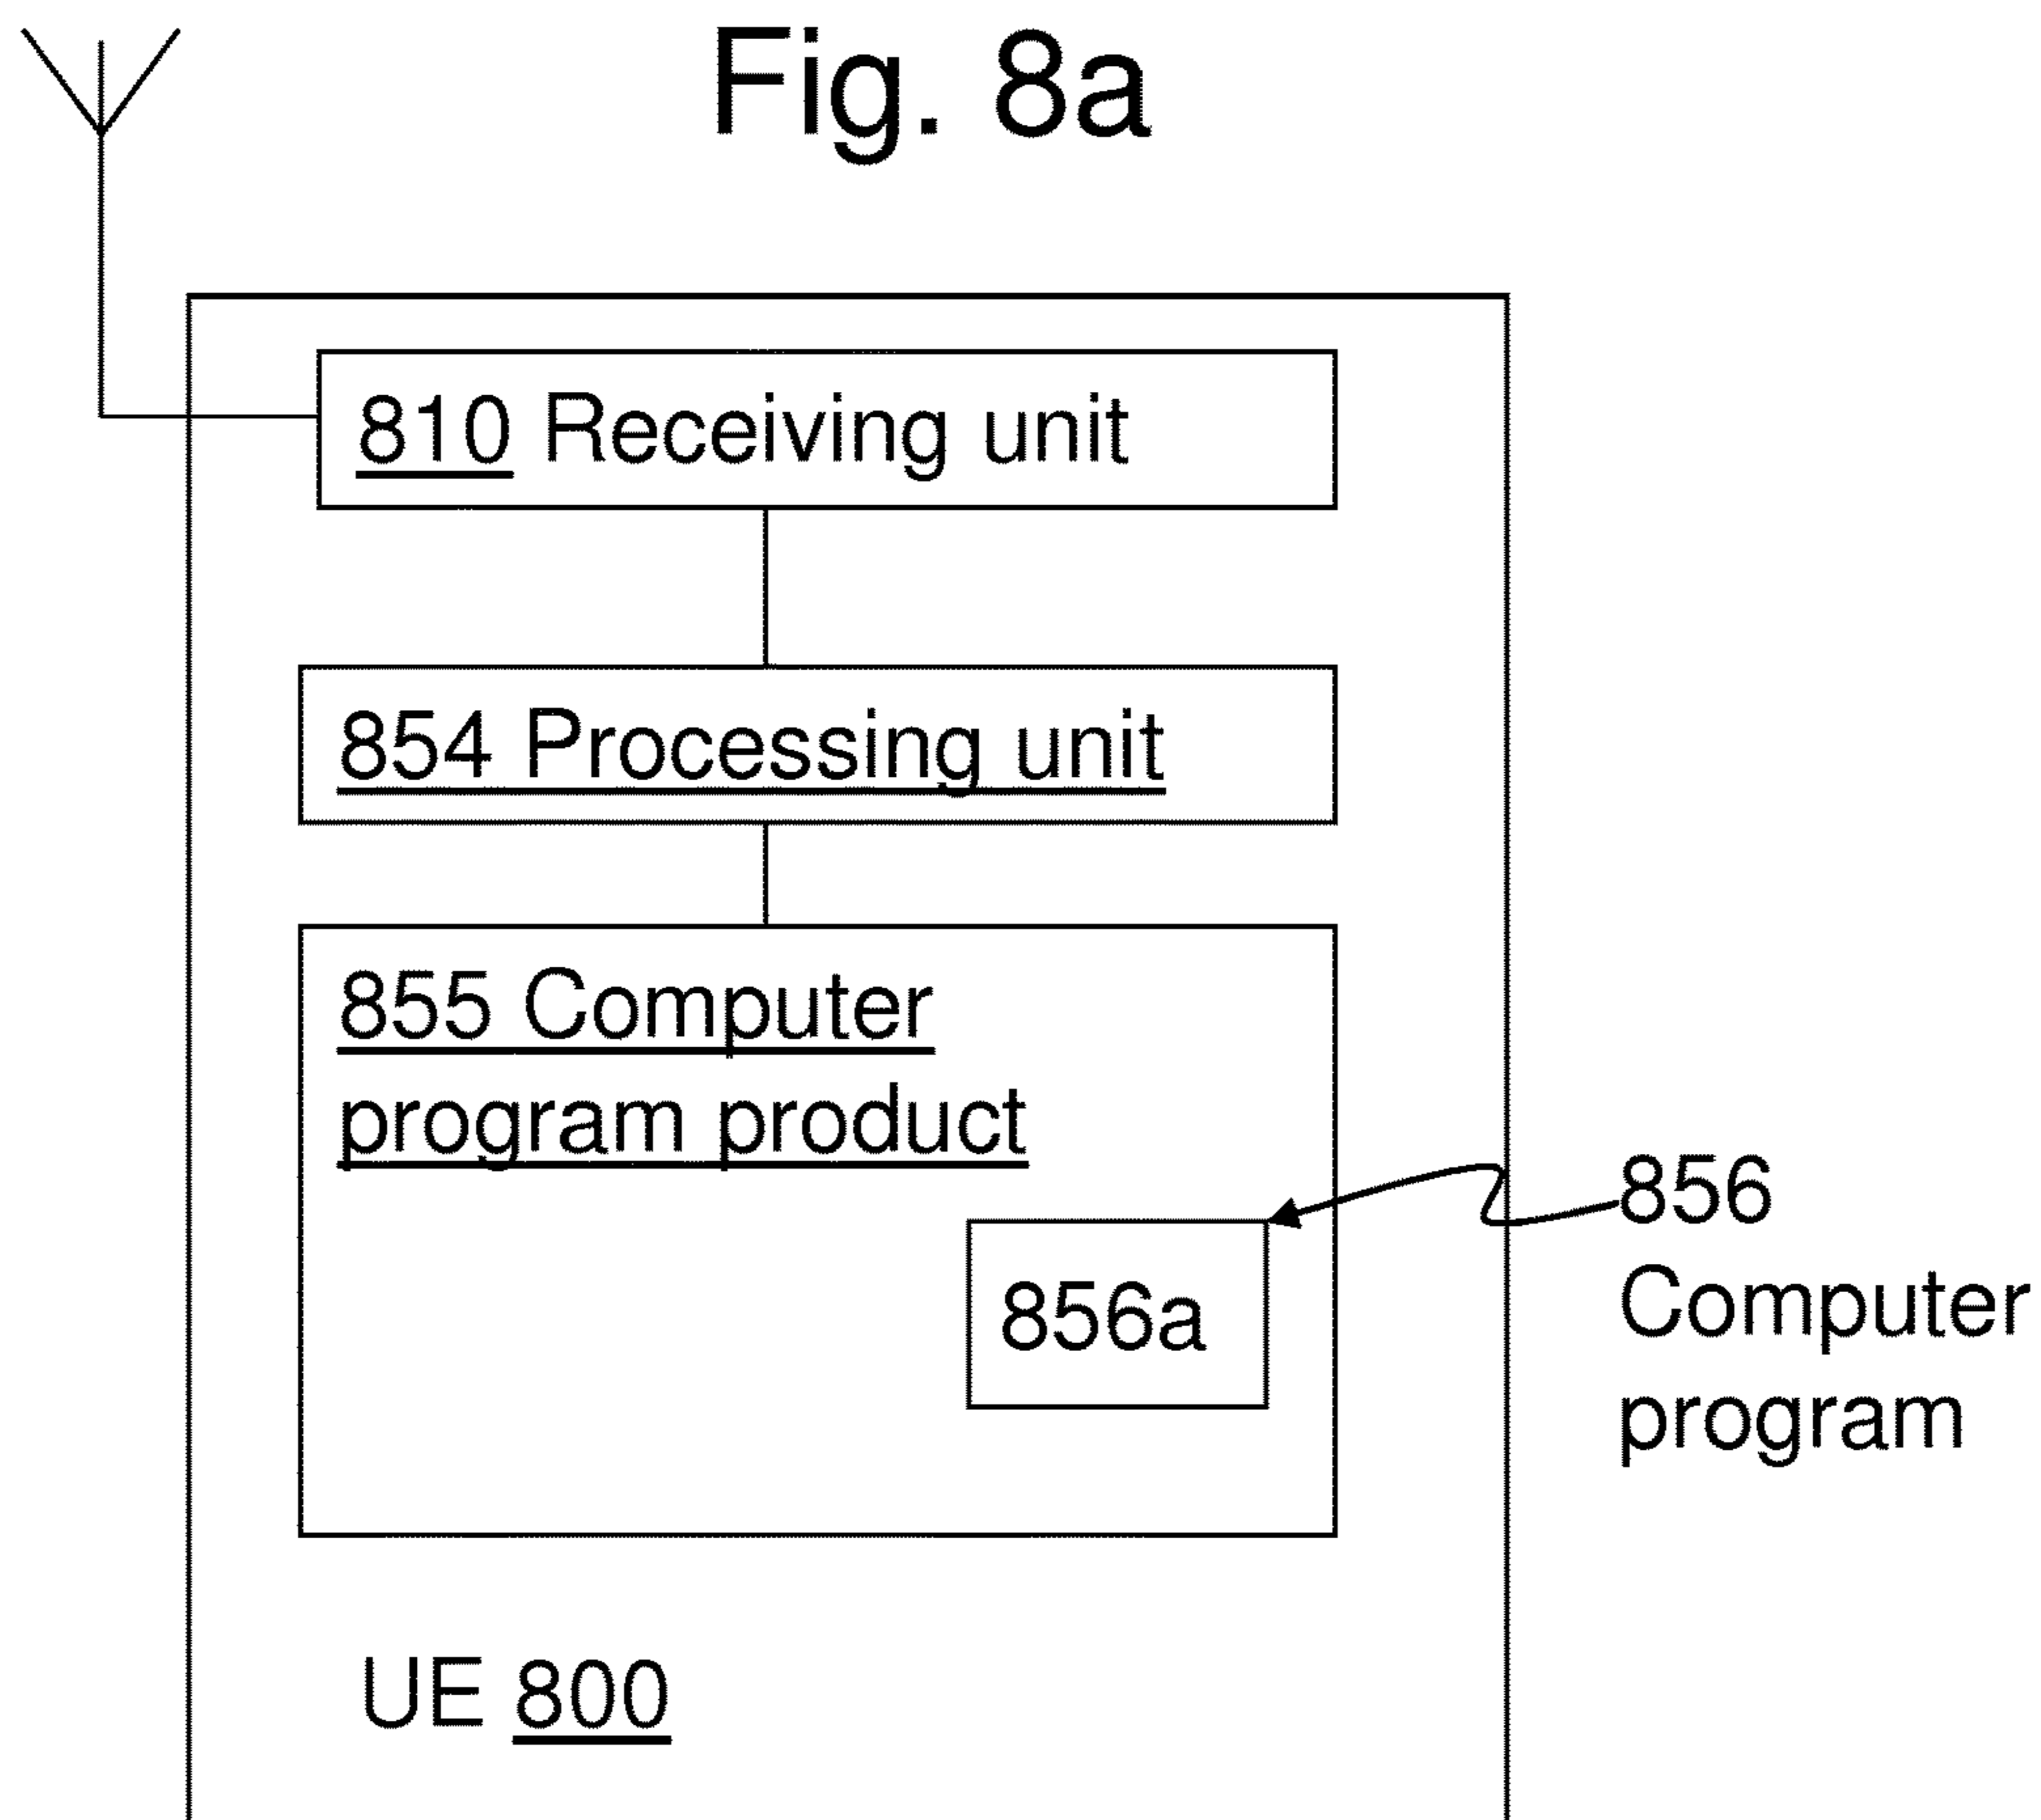 Fig. 8a
810 Receiving unit
854 Processing unit
855 Computer
program product
856a
856
Computer
program
UE 800